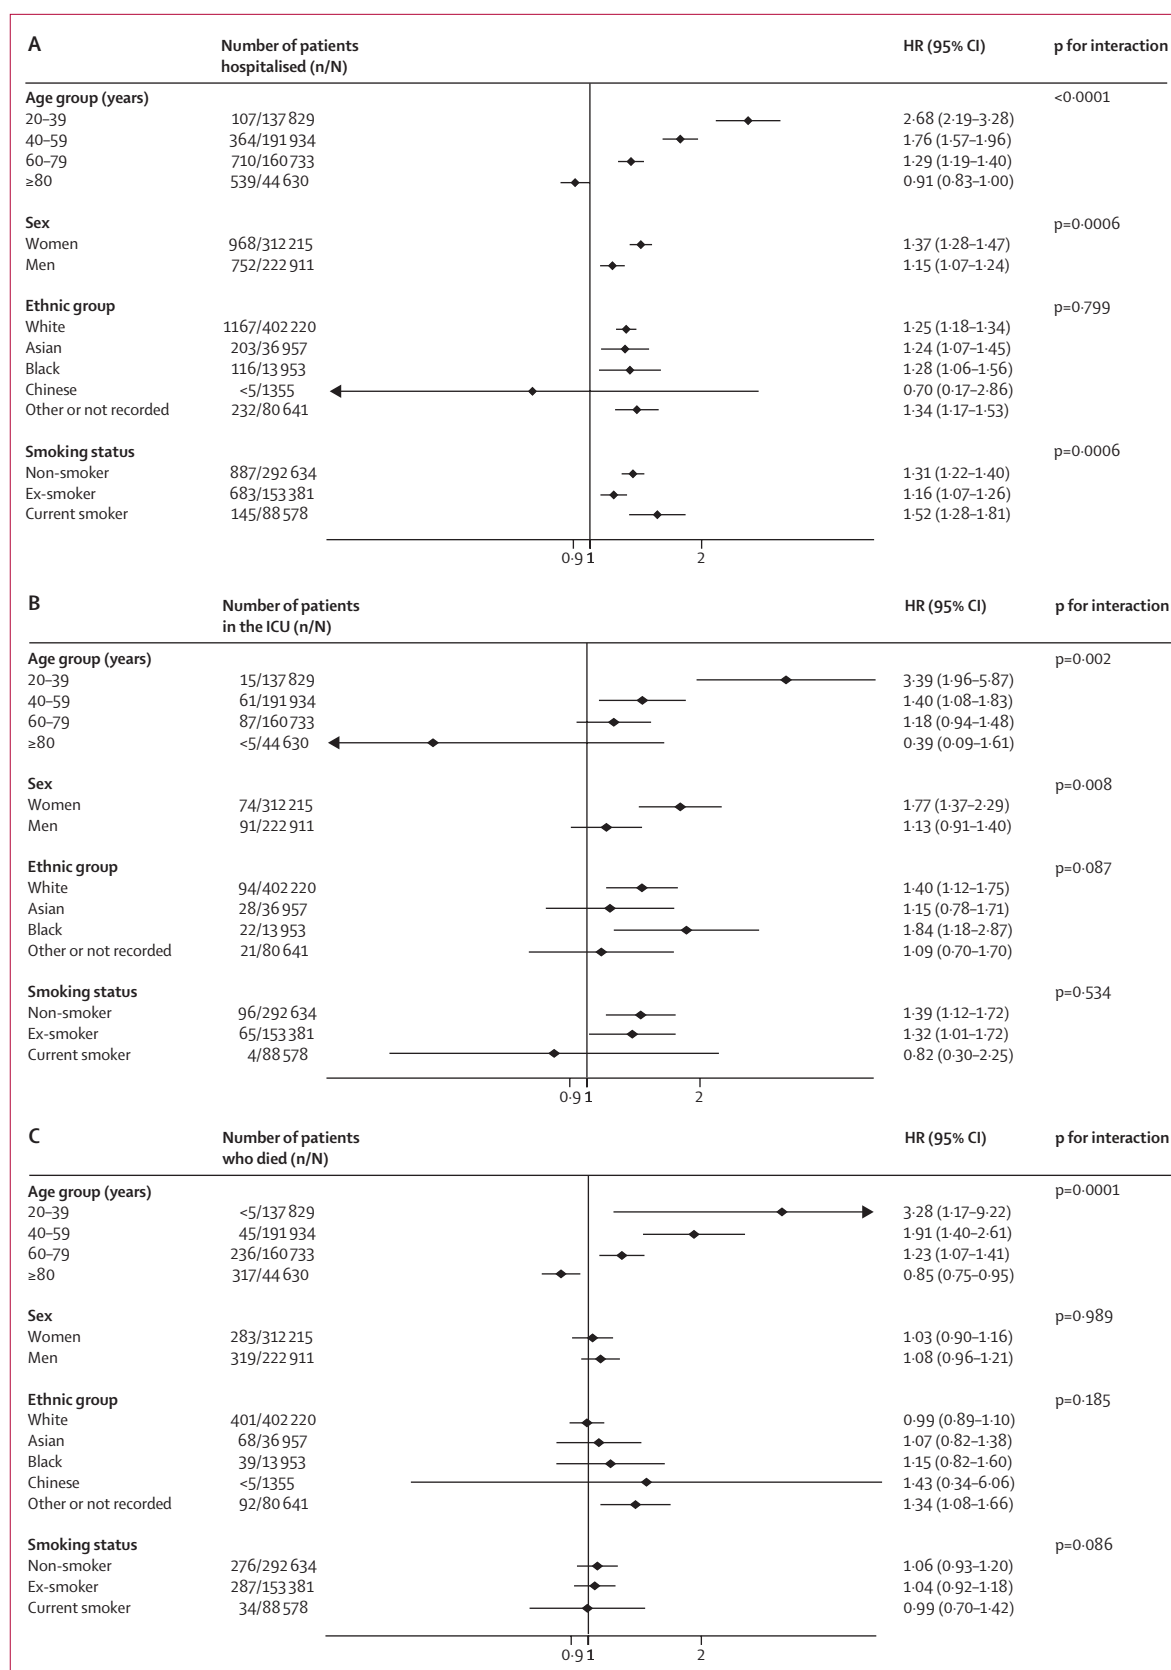 A Number of patients hospitalised (n/N) HR (95% CI) p for interaction
Age group (years) <0·0001
20–39 107/137 829 2·68 (2·19–3·28)
40–59 364/191 934 1·76 (1·57–1·96)
60–79 710/160 733 1·29 (1·19–1·40)
≥80 539/44 630 0·91 (0·83–1·00)
Sex p=0·0006
Women 968/312 215 1·37 (1·28–1·47)
Men 752/222 911 1·15 (1·07–1·24)
Ethnic group p=0·799
White 1167/402 220 1·25 (1·18–1·34)
Asian 203/36 957 1·24 (1·07–1·45)
Black 116/13 953 1·28 (1·06–1·56)
Chinese <5/1355 0·70 (0·17–2·86)
Other or not recorded 232/80 641 1·34 (1·17–1·53)
Smoking status p=0·0006
Non-smoker 887/292 634 1·31 (1·22–1·40)
Ex-smoker 683/153 381 1·16 (1·07–1·26)
Current smoker 145/88 578 1·52 (1·28–1·81)
0·9 1 2
B Number of patients in the ICU (n/N) HR (95% CI) p for interaction
Age group (years) p=0·002
20–39 15/137 829 3·39 (1·96–5·87)
40–59 61/191 934 1·40 (1·08–1·83)
60–79 87/160 733 1·18 (0·94–1·48)
≥80 <5/44 630 0·39 (0·09–1·61)
Sex p=0·008
Women 74/312 215 1·77 (1·37–2·29)
Men 91/222 911 1·13 (0·91–1·40)
Ethnic group p=0·087
White 94/402 220 1·40 (1·12–1·75)
Asian 28/36 957 1·15 (0·78–1·71)
Black 22/13 953 1·84 (1·18–2·87)
Other or not recorded 21/80 641 1·09 (0·70–1·70)
Smoking status p=0·534
Non-smoker 96/292 634 1·39 (1·12–1·72)
Ex-smoker 65/153 381 1·32 (1·01–1·72)
Current smoker 4/88 578 0·82 (0·30–2·25)
0·9 1 2
C Number of patients who died (n/N) HR (95% CI) p for interaction
Age group (years) p=0·0001
20–39 <5/137 829 3·28 (1·17–9·22)
40–59 45/191 934 1·91 (1·40–2·61)
60–79 236/160 733 1·23 (1·07–1·41)
≥80 317/44 630 0·85 (0·75–0·95)
Sex p=0·989
Women 283/312 215 1·03 (0·90–1·16)
Men 319/222 911 1·08 (0·96–1·21)
Ethnic group p=0·185
White 401/402 220 0·99 (0·89–1·10)
Asian 68/36 957 1·07 (0·82–1·38)
Black 39/13 953 1·15 (0·82–1·60)
Chinese <5/1355 1·43 (0·34–6·06)
Other or not recorded 92/80 641 1·34 (1·08–1·66)
Smoking status p=0·086
Non-smoker 276/292 634 1·06 (0·93–1·20)
Ex-smoker 287/153 381 1·04 (0·92–1·18)
Current smoker 34/88 578 0·99 (0·70–1·42)
0·9 1 2